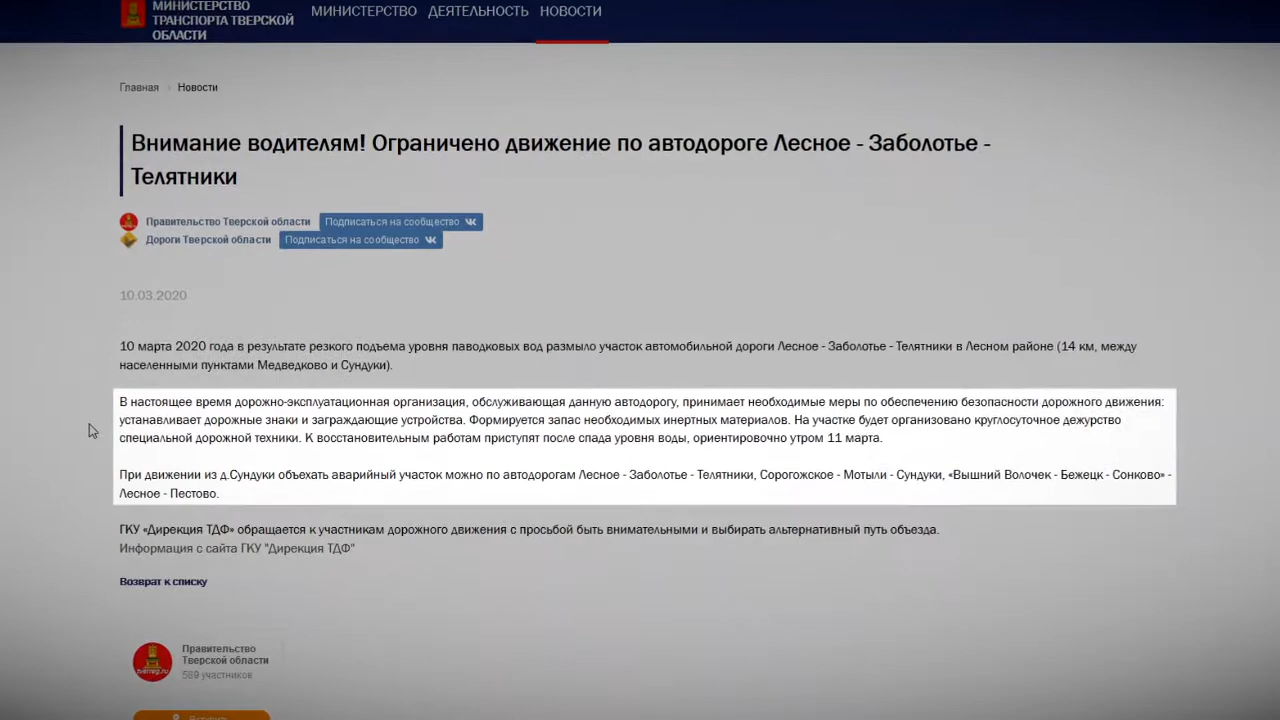 МИНИСТЕРСТВО
ТРАНСПОРТА ТВЕРСКОЙ
ОБЛАСТИ
МИНИСТЕРСТВО ДЕЯТЕЛЬНОСТЬ НОВОСТИ
Главная Новости
Внимание водителям! Ограничено движение по автодороге Лесное - Заболотье -
Телятники
Правительство Тверской области Подписаться на сообщество
Дороги Тверской области Подписаться на сообщество
10.03.2020
10 марта 2020 года в результате резкого подъема уровня паводковых вод размыло участок автомобильной дороги Лесное - Заболотье - Телятники в Лесном районе (14 км, между
населенными пунктами Медведково и Сундуки).
В настоящее время дорожно-эксплуатационная организация, обслуживающая данную автодорогу, принимает необходимые меры по обеспечению безопасности дорожного движения:
устанавливает дорожные знаки и заграждающие устройства. Формируется запас необходимых инертных материалов. На участке будет организовано круглосуточное дежурство
специальной дорожной техники. К восстановительным работам приступят после спада уровня воды, ориентировочно утром 11 марта.
При движении из д.Сундуки объехать аварийный участок можно по автодорогам Лесное - Заболотье - Телятники, Сорогожское - Мотыли - Сундуки, «Вышний Волочек - Бежецк - Сонково» -
Лесное - Пестово.
ГКУ «Дирекция ТДФ» обращается к участникам дорожного движения с просьбой быть внимательными и выбирать альтернативный путь объезда.
Информация с сайта ГКУ "Дирекция ТДФ"
Возврат к списку
Правительство
Тверской области
589 участников